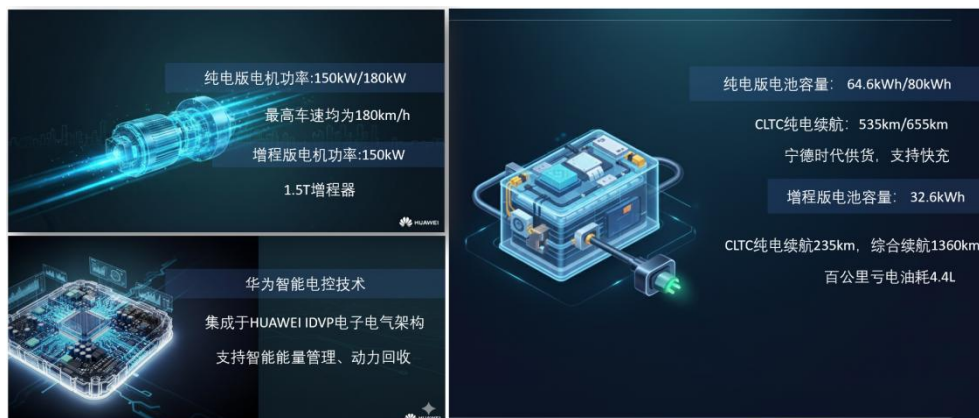 纯电版电机功率:150kW/180kW
最高车速均为180km/h
增程版电机功率:150kW
1.5T增程器
HUAWEI
华为智能电控技术
集成于HUAWEI IDVP电子电气架构
支持智能能量管理、动力回收
HUAWEI
纯电版电池容量： 64.6kWh/80kWh
CLTC纯电续航：535km/655km
宁德时代供货，支持快充
增程版电池容量： 32.6kWh
CLTC纯电续航235km，综合续航1360km
百公里亏电油耗4.4L